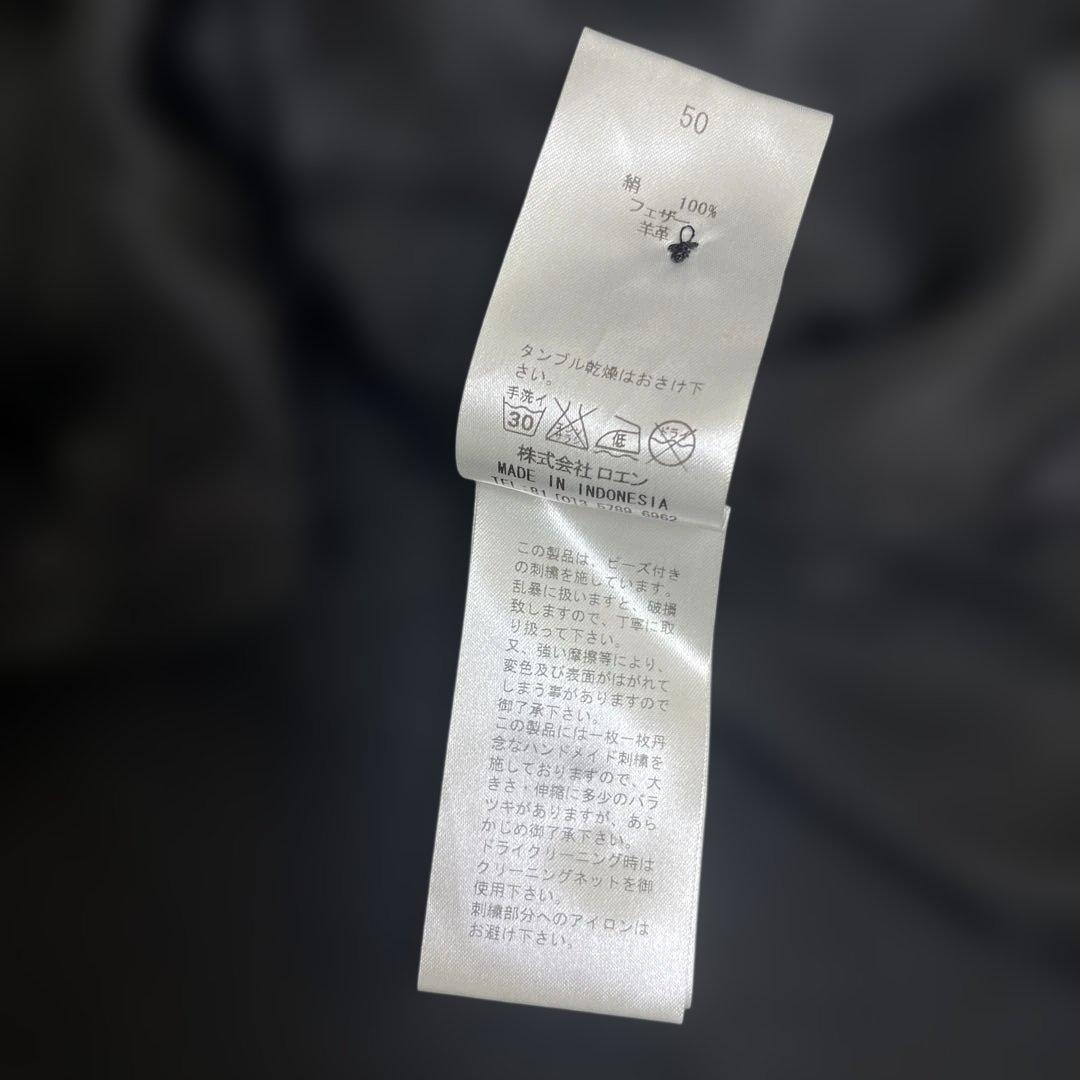 50
絹 100%
フェザー
羊革
タンブル乾燥はおさけ下
さい。
手洗イ
30 低 ドライ
株式会社 ロエン
MADE IN INDONESIA
TEL:81 (0)3 5789 6962
この製品は、ビーズ付き
の刺繍を施しています。
乱暴に扱いますと、破損
致しますので、丁寧に取
り扱って下さい。
又、強い摩擦等により、
変色及び表面がはがれて
しまう事がありますので
御了承下さい。
この製品には一枚一枚丹
念なハンドメイド刺繍を
施しておりますので、大
きさ・伸縮に多少のバラ
ツキがありますが、あら
かじめ御了承下さい。
ドライクリーニング時は
クリーニングネットを御
使用下さい。
刺繍部分へのアイロンは
お避け下さい。